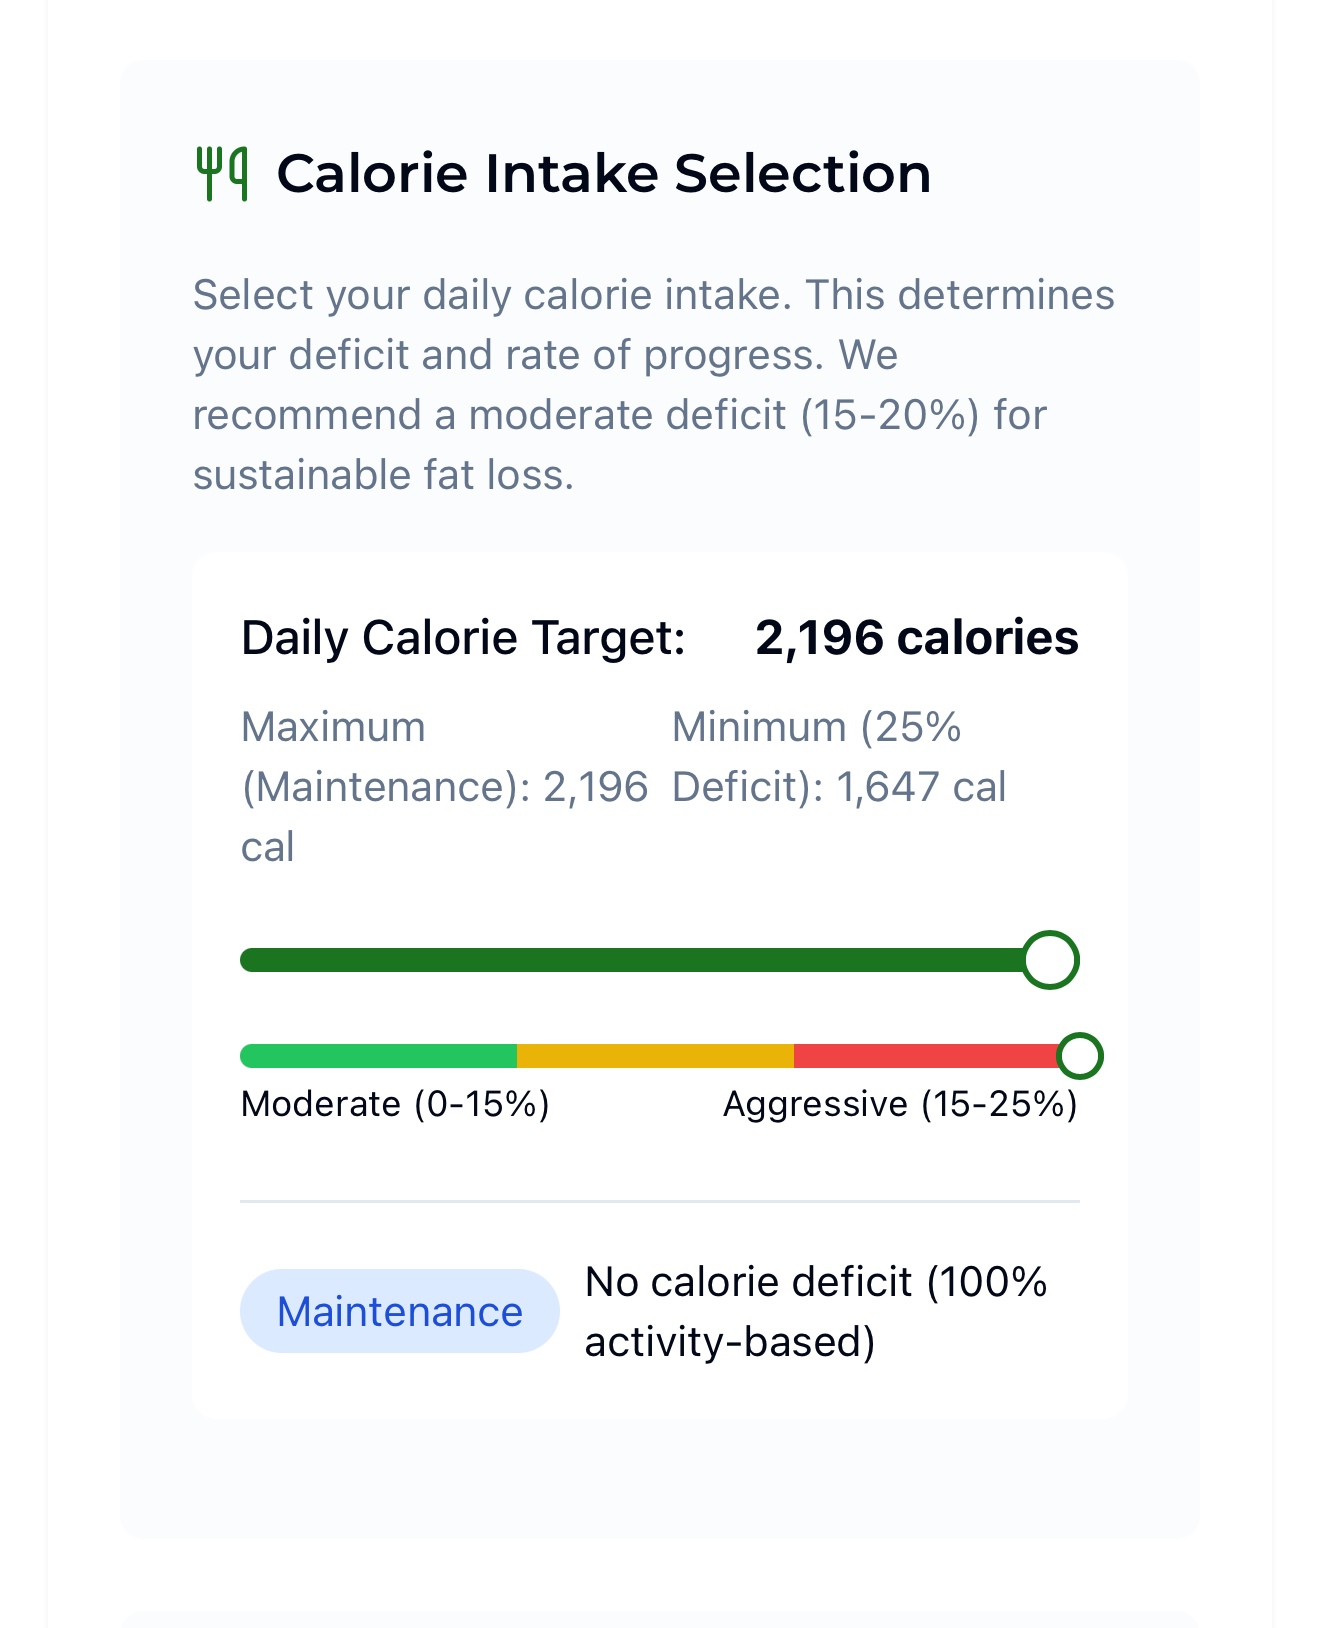 Calorie Intake Selection
Select your daily calorie intake. This determines
your deficit and rate of progress. We
recommend a moderate deficit (15-20%) for
sustainable fat loss.
Daily Calorie Target: 2,196 calories
Maximum
(Maintenance): 2,196
cal
Minimum (25%
Deficit): 1,647 cal
Moderate (0-15%)
Aggressive (15-25%)
Maintenance
No calorie deficit (100%
activity-based)